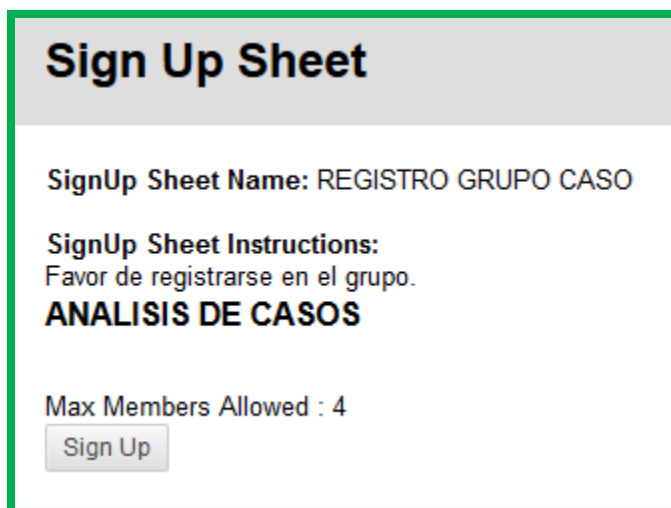 Sign Up Sheet
SignUp Sheet Name: REGISTRO GRUPO CASO
SignUp Sheet Instructions:
Favor de registrarse en el grupo.
ANALISIS DE CASOS
Max Members Allowed : 4
Sign Up